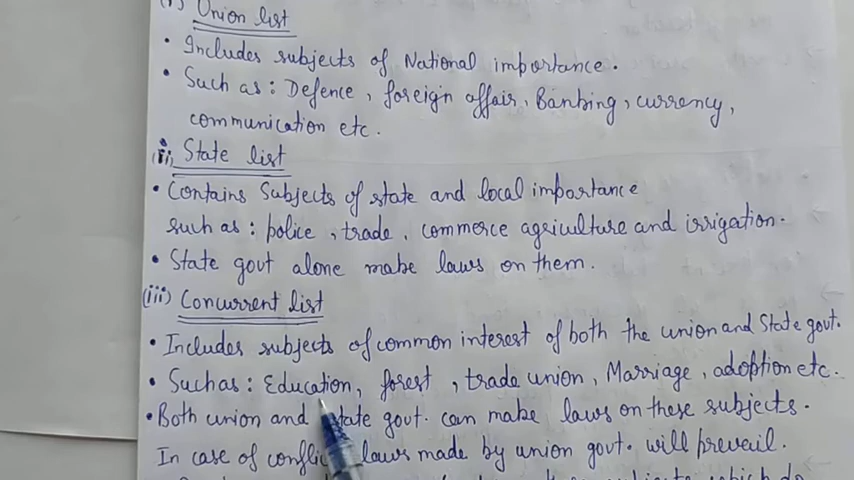 (i) Union list
• Includes subjects of National importance.
• Such as: Defence, foreign affair, Banking, currency,
communication etc.
(ii) State list
• Contains Subjects of state and local importance
such as: police, trade, commerce agriculture and irrigation.
• State govt alone make laws on them.
(iii) Concurrent list
• Includes subjects of common interest of both the union and State govt.
• Such as: Education, forest, trade union, Marriage, adoption etc.
• Both union and state govt. can make laws on these subjects.
In case of conflic laws made by union govt. will prevail.
which do